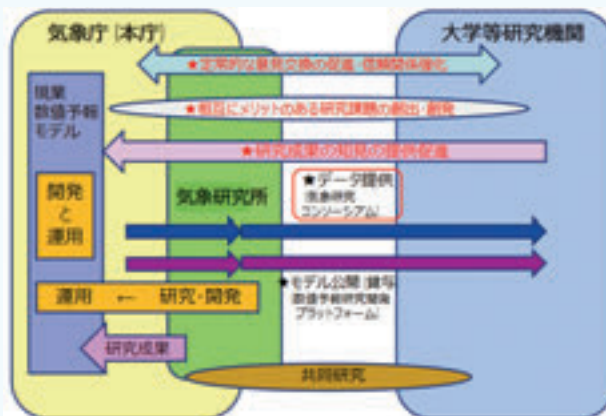 気象庁(本庁)
大学等研究機関
★定常的な意見交換の促進・信頼関係強化
現業
数値予報
モデル
★相互にメリットのある研究課題の創出・創発
★研究成果の知見の提供促進
開発
と
運用
気象研究所
★データ提供
(気象研究
コンソーシアム)
★モデル公開(貸与
数値予報研究開発
プラットフォーム)
運用 ← 研究・開発
研究成果
共同研究